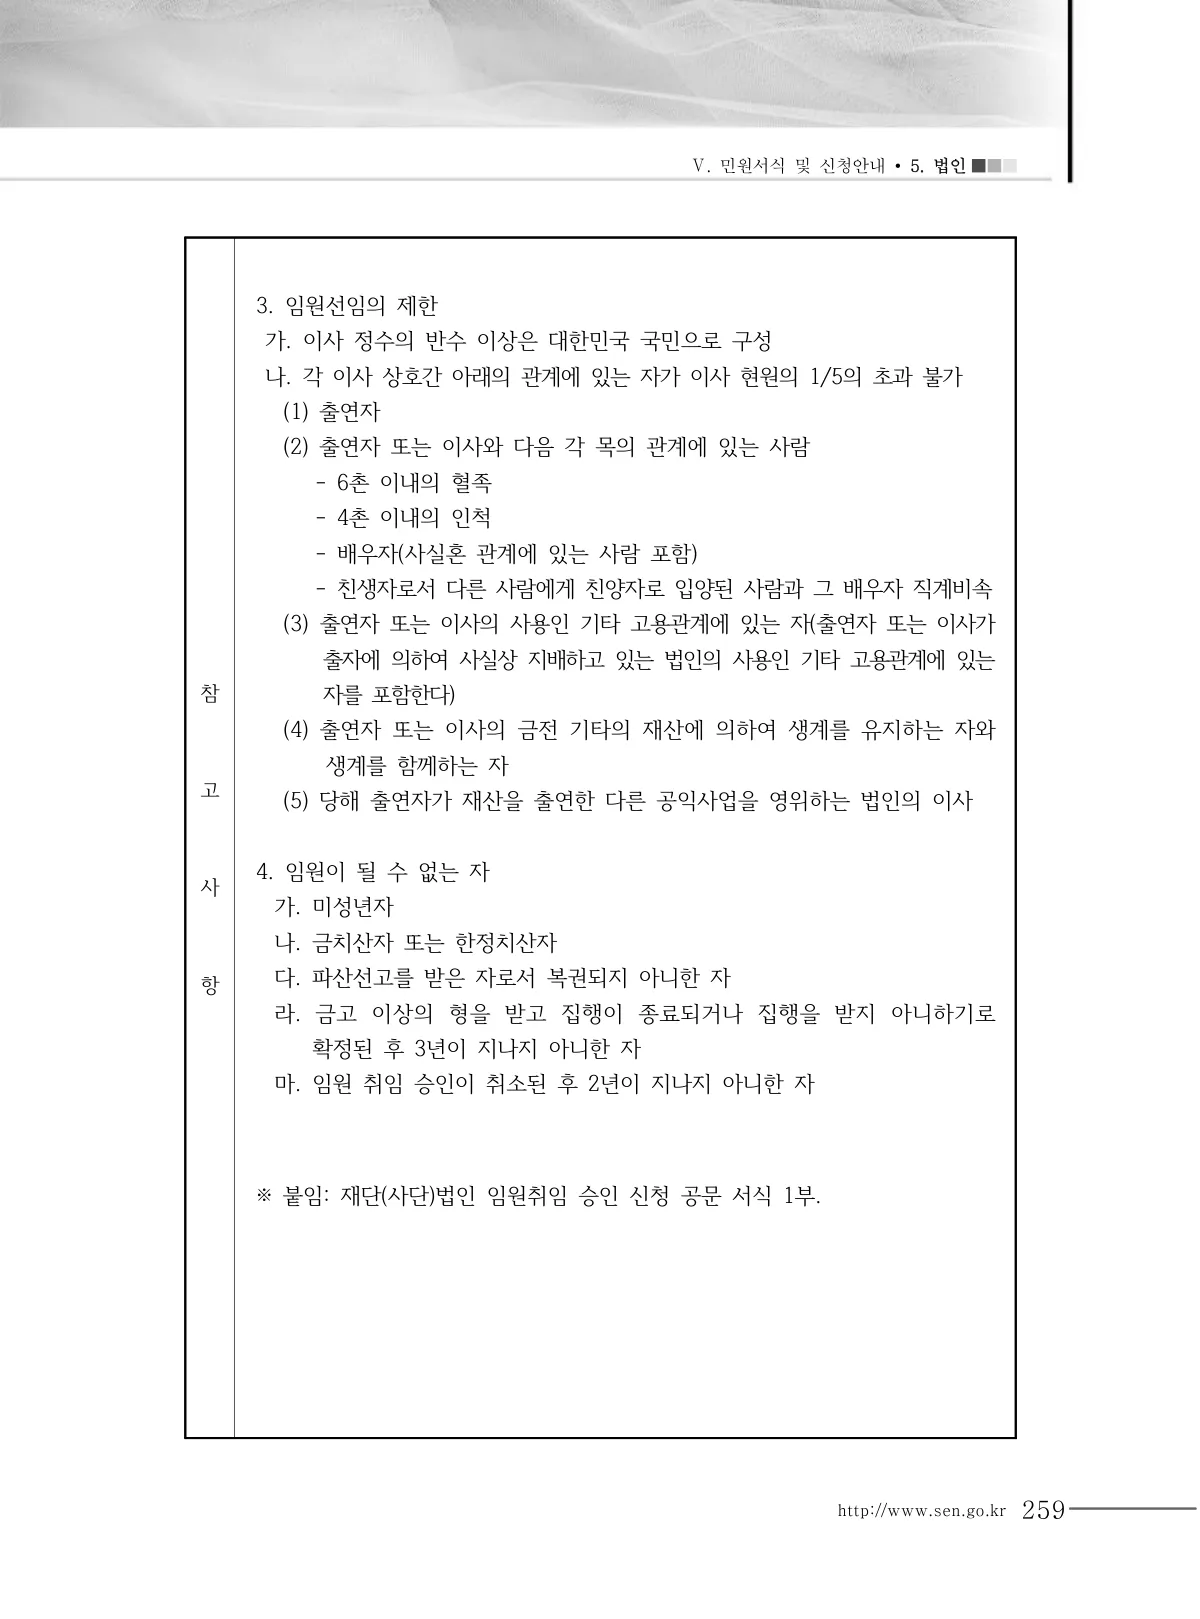 Ⅴ. 민원서식 및 신청안내 • 5. 법인
참
고
사
항
3. 임원선임의 제한
가. 이사 정수의 반수 이상은 대한민국 국민으로 구성
나. 각 이사 상호간 아래의 관계에 있는 자가 이사 현원의 1/5의 초과 불가
(1) 출연자
(2) 출연자 또는 이사와 다음 각 목의 관계에 있는 사람
- 6촌 이내의 혈족
- 4촌 이내의 인척
- 배우자(사실혼 관계에 있는 사람 포함)
- 친생자로서 다른 사람에게 친양자로 입양된 사람과 그 배우자 직계비속
(3) 출연자 또는 이사의 사용인 기타 고용관계에 있는 자(출연자 또는 이사가
출자에 의하여 사실상 지배하고 있는 법인의 사용인 기타 고용관계에 있는
자를 포함한다)
(4) 출연자 또는 이사의 금전 기타의 재산에 의하여 생계를 유지하는 자와
생계를 함께하는 자
(5) 당해 출연자가 재산을 출연한 다른 공익사업을 영위하는 법인의 이사
4. 임원이 될 수 없는 자
가. 미성년자
나. 금치산자 또는 한정치산자
다. 파산선고를 받은 자로서 복권되지 아니한 자
라. 금고 이상의 형을 받고 집행이 종료되거나 집행을 받지 아니하기로
확정된 후 3년이 지나지 아니한 자
마. 임원 취임 승인이 취소된 후 2년이 지나지 아니한 자
※ 붙임: 재단(사단)법인 임원취임 승인 신청 공문 서식 1부.
http://www.sen.go.kr 259